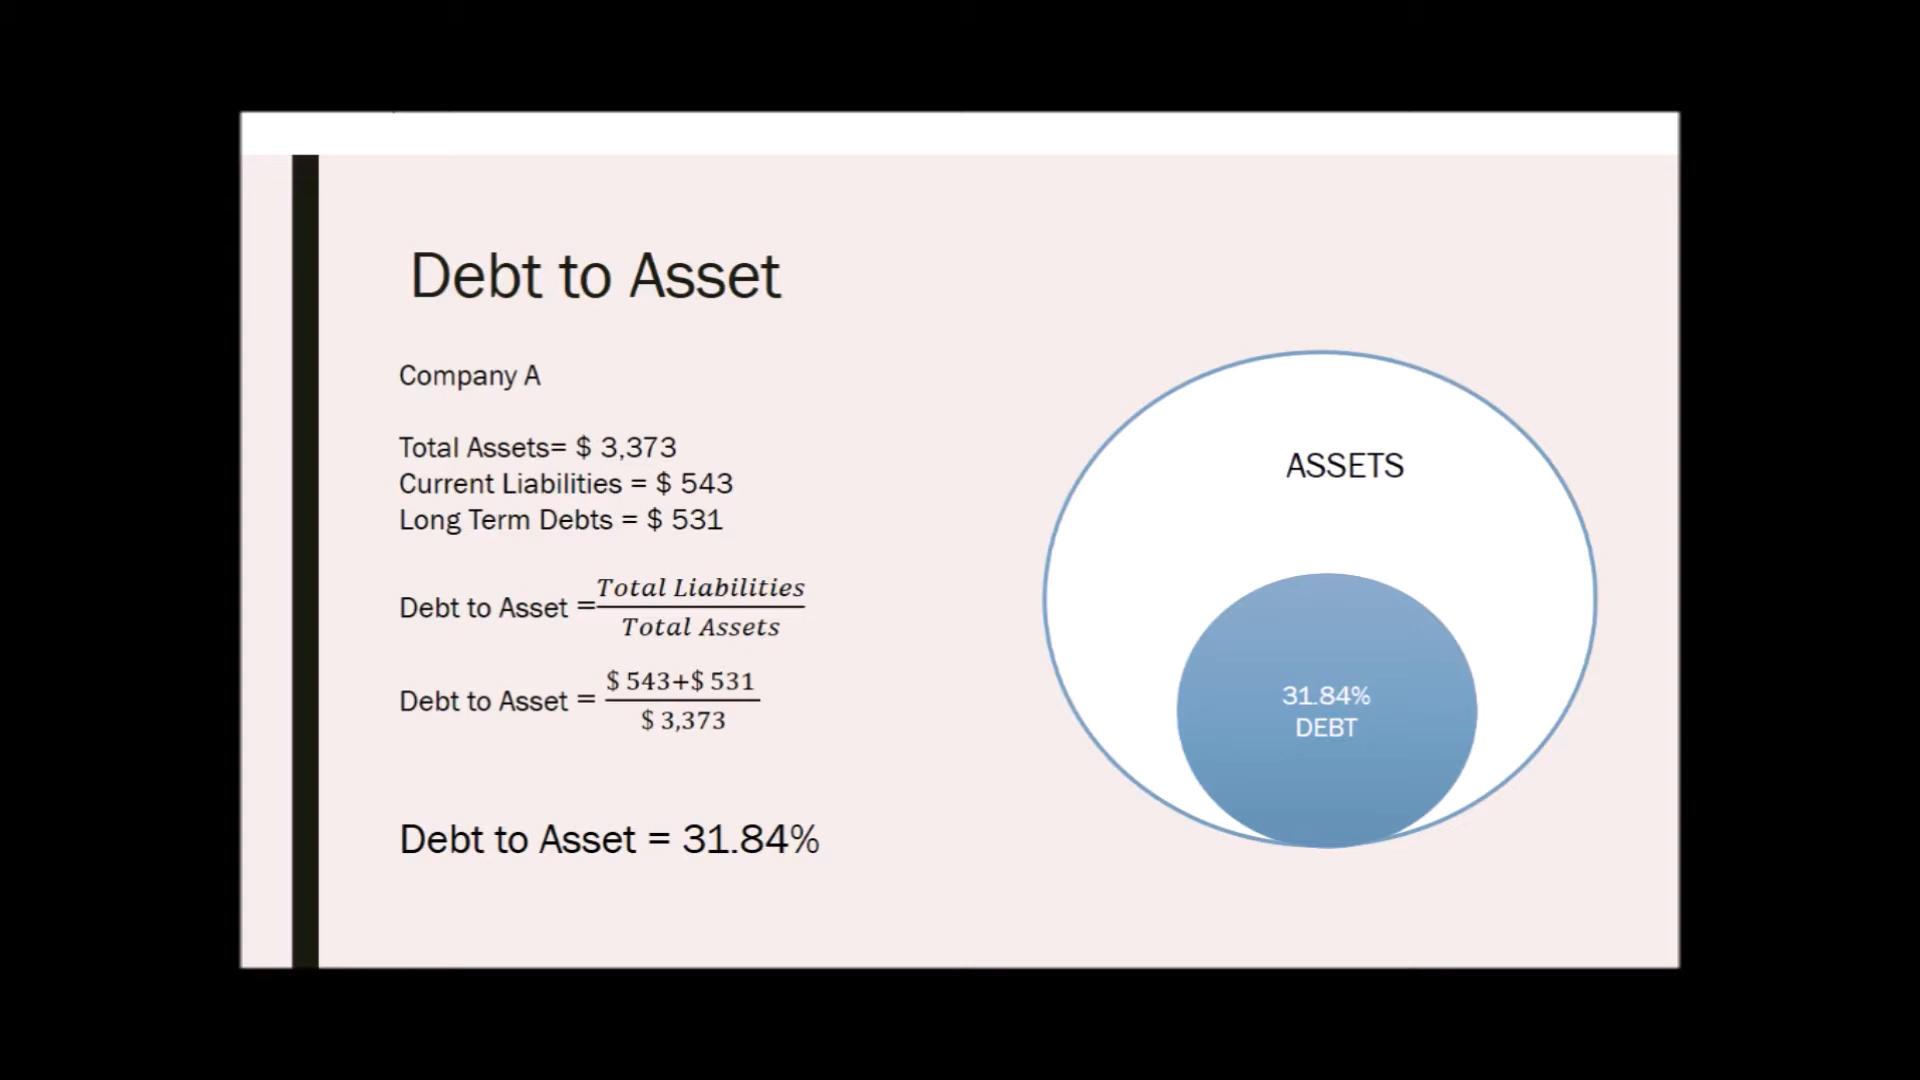 Debt to Asset
Company A
Total Assets= $ 3,373
Current Liabilities = $ 543
Long Term Debts = $ 531
Debt to Asset = Total Liabilities
Total Assets
Debt to Asset = $ 543+$ 531
$ 3,373
Debt to Asset = 31.84%
ASSETS
31.84%
DEBT